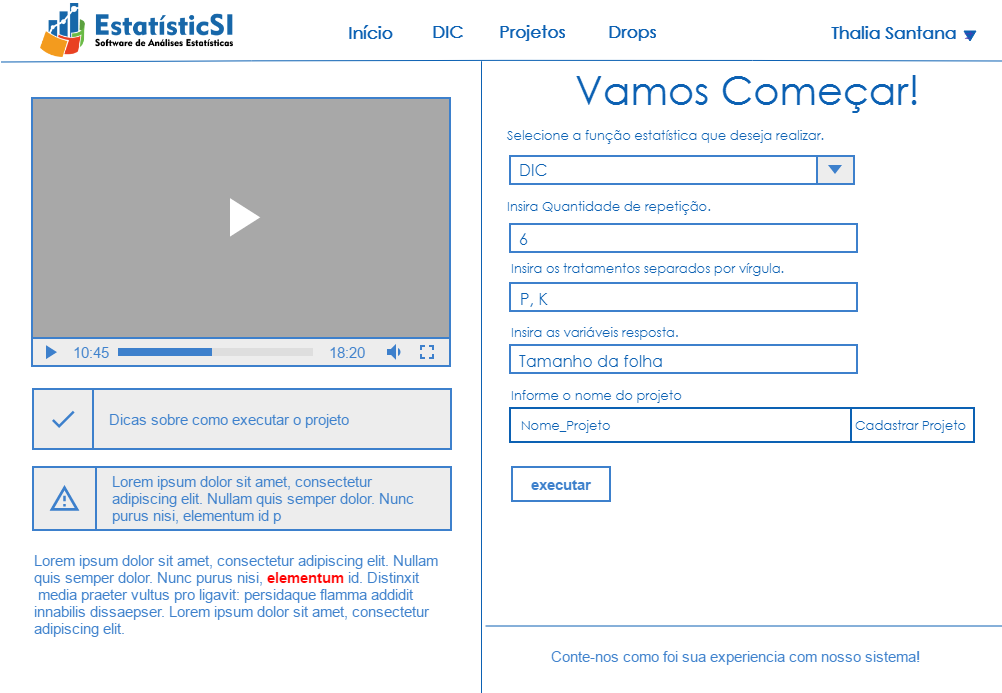 EstatísticSI
Software de Análises Estatísticas
Início
DIC
Projetos
Drops
Thalia Santana
10:45
18:20
Dicas sobre como executar o projeto
Lorem ipsum dolor sit amet, consectetur
adipiscing elit. Nullam quis semper dolor. Nunc
purus nisi, elementum id p
Lorem ipsum dolor sit amet, consectetur adipiscing elit. Nullam
quis semper dolor. Nunc purus nisi, elementum id. Distinxit
media praeter vultus pro ligavit: persidaque flamma addidit
innabilis dissaepser. Lorem ipsum dolor sit amet, consectetur
adipiscing elit.
Vamos Começar!
Selecione a função estatística que deseja realizar.
DIC
Insira Quantidade de repetição.
6
Insira os tratamentos separados por vírgula.
P, K
Insira as variáveis resposta.
Tamanho da folha
Informe o nome do projeto
Nome_Projeto
Cadastrar Projeto
executar
Conte-nos como foi sua experiencia com nosso sistema!